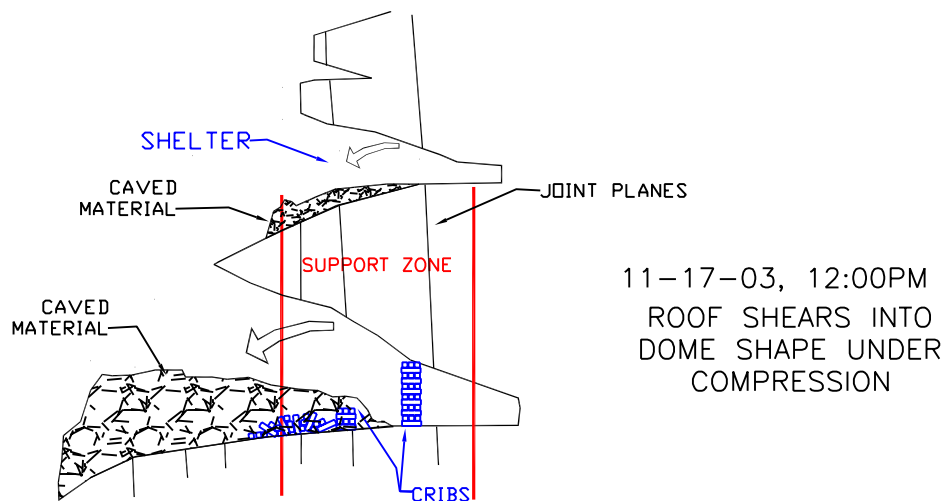 SHELTER
CAVED
MATERIAL
JOINT PLANES
SUPPORT ZONE
CAVED
MATERIAL
CRIBS
11-17-03, 12:00PM
ROOF SHEARS INTO
DOME SHAPE UNDER
COMPRESSION